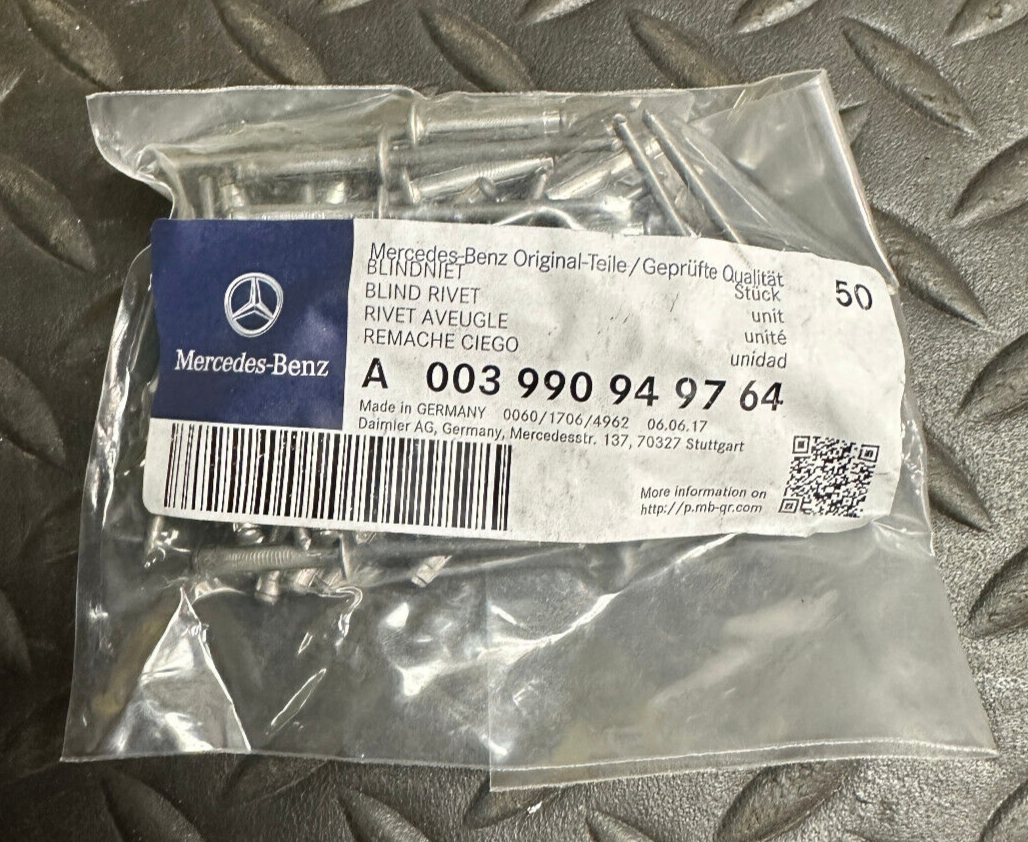 Mercedes-Benz
Mercedes-Benz Original-Teile/Geprüfte Qualität
BLINDNIET Stück 50
BLIND RIVET unit
RIVET AVEUGLE unité
REMACHE CIEGO unidad
A 003 990 94 97 64
Made in GERMANY 0060/1706/4962 06.06.17
Daimler AG, Germany, Mercedesstr. 137, 70327 Stuttgart
More information on
http://p.mb-qr.com